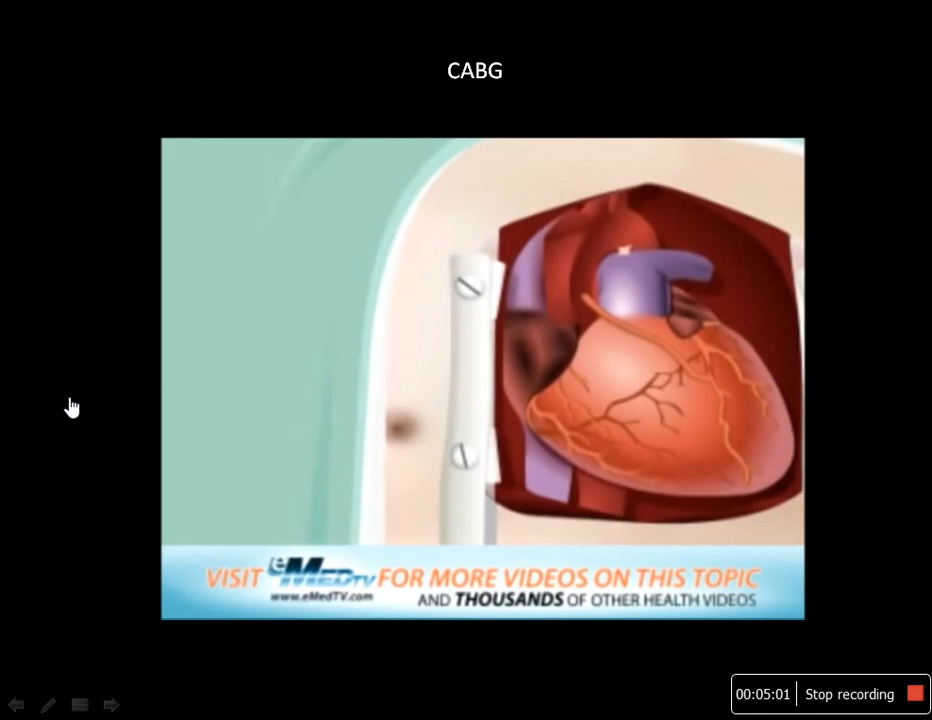 CABG
VISIT eMEDTV FOR MORE VIDEOS ON THIS TOPIC
www.eMedTV.com AND THOUSANDS OF OTHER HEALTH VIDEOS
00:05:01 Stop recording